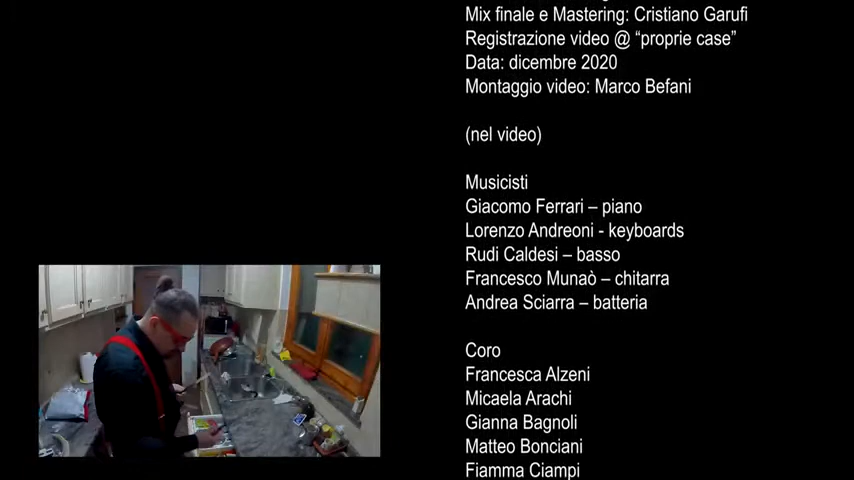 Mix finale e Mastering: Cristiano Garufi
Registrazione video @ “proprie case”
Data: dicembre 2020
Montaggio video: Marco Befani
(nel video)
Musicisti
Giacomo Ferrari – piano
Lorenzo Andreoni - keyboards
Rudi Caldesi – basso
Francesco Munaò – chitarra
Andrea Sciarra – batteria
Coro
Francesca Alzeni
Micaela Arachi
Gianna Bagnoli
Matteo Bonciani
Fiamma Ciampi